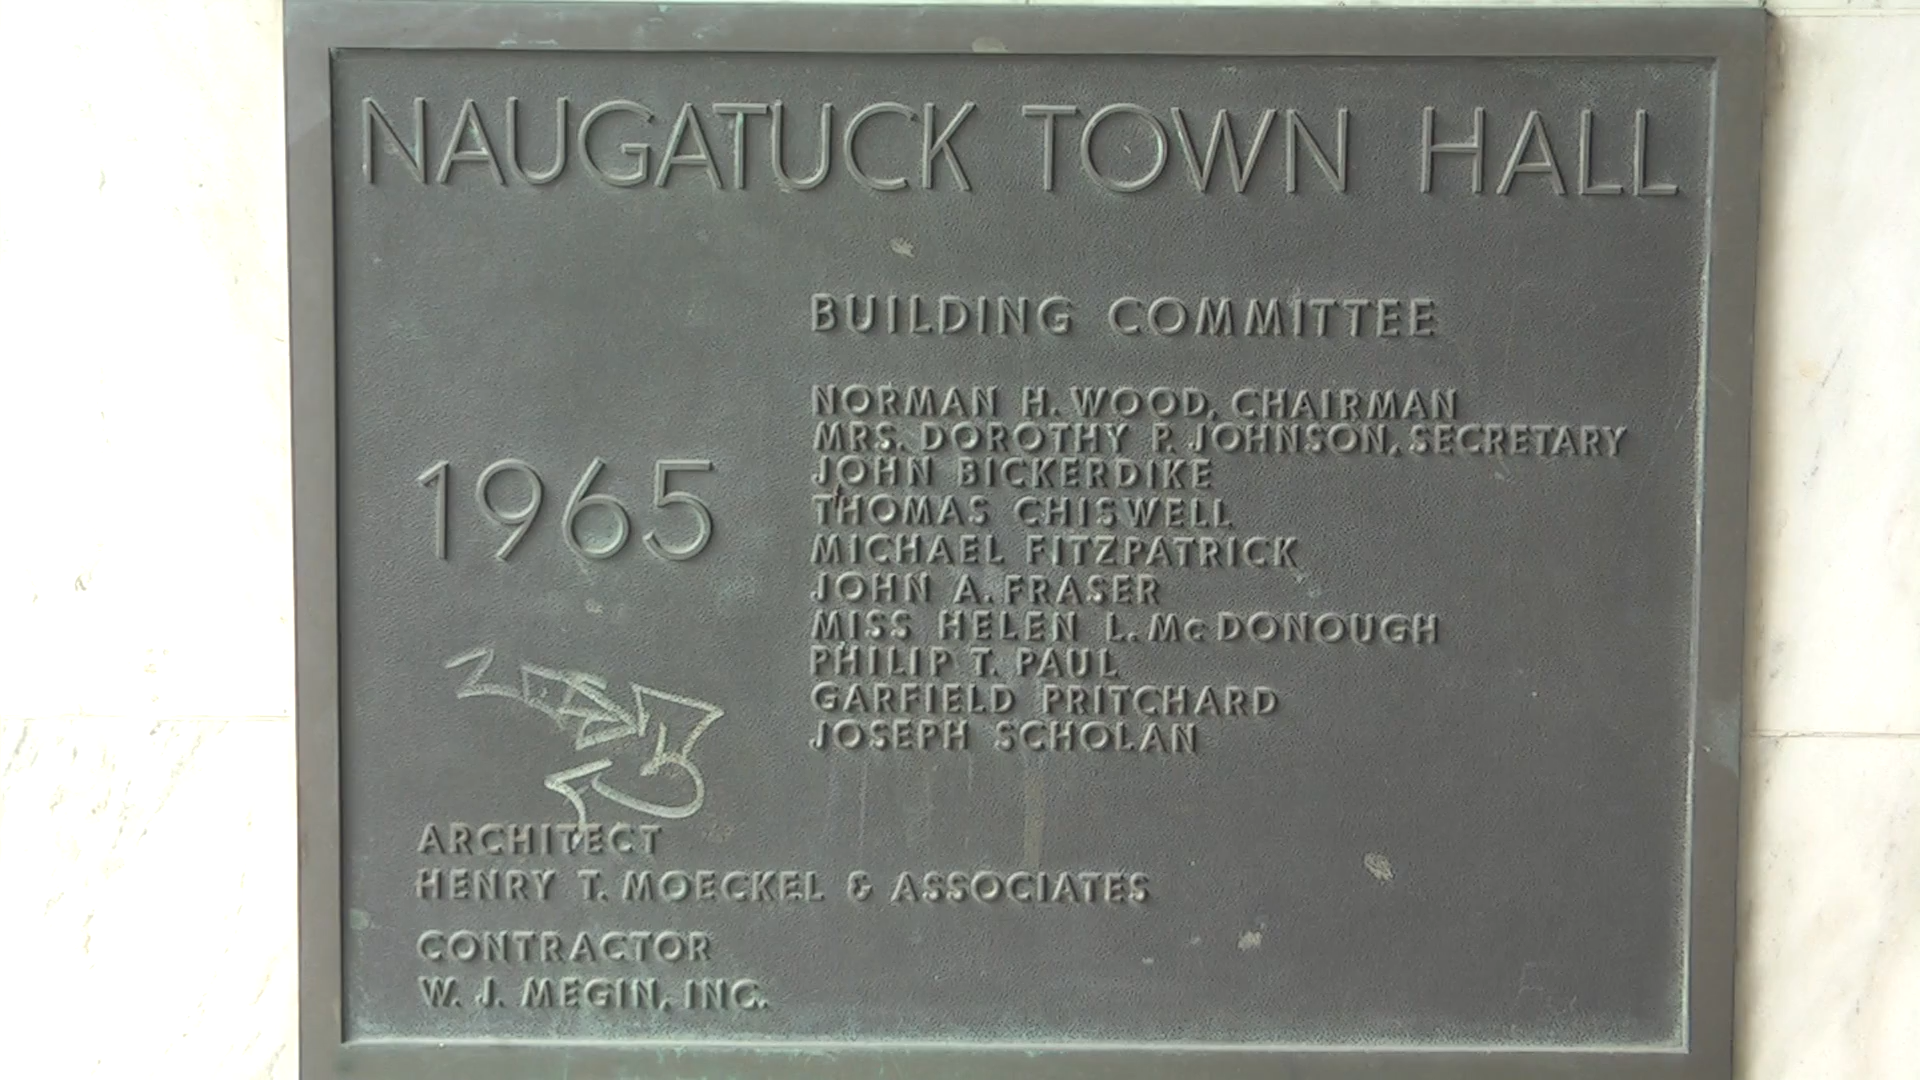 NAUGATUCK TOWN HALL
BUILDING COMMITTEE
NORMAN H. WOOD, CHAIRMAN
MRS. DOROTHY P. JOHNSON, SECRETARY
JOHN BICKERDIKE
THOMAS CHISWELL
MICHAEL FITZPATRICK
JOHN A. FRASER
MISS HELEN L. McDONOUGH
PHILIP T. PAUL
GARFIELD PRITCHARD
JOSEPH SCHOLAN
1965
ARCHITECT
HENRY T. MOECKEL & ASSOCIATES
CONTRACTOR
W. J. MEGIN, INC.